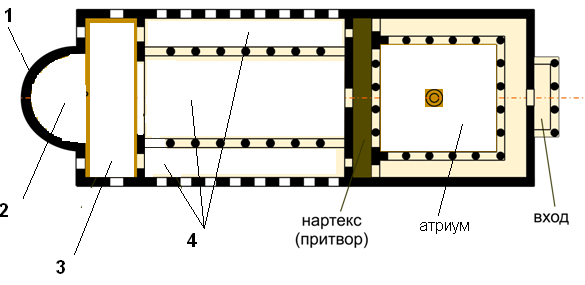 1
2
3
4
нартекс
(притвор)
атриум
вход